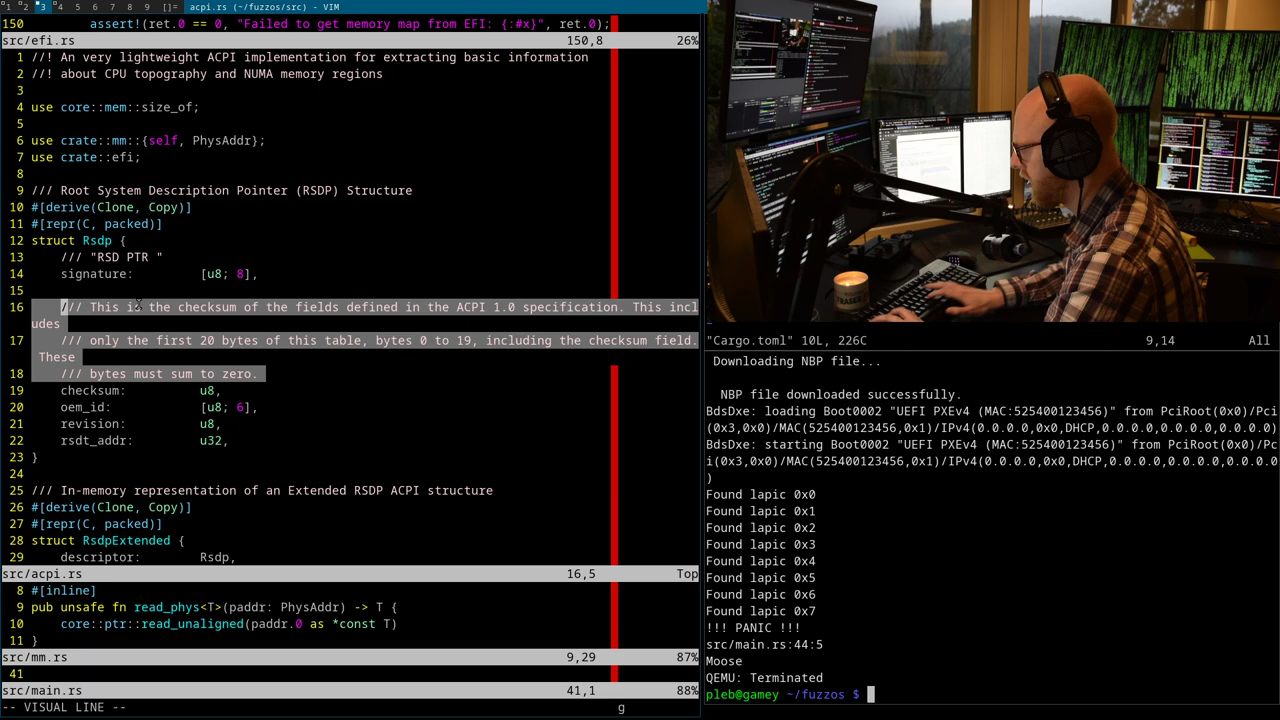 1 2 3 4 5 6 7 8 9 []= acpi.rs (~/fuzzos/src) - VIM
150 assert!(ret.0 == 0, "Failed to get memory map from EFI: {:#x}", ret.0);
src/efi.rs 150,8 26%
1 //! An very lightweight ACPI implementation for extracting basic information
2 //! about CPU topography and NUMA memory regions
3
4 use core::mem::size_of;
5
6 use crate::mm::{self, PhysAddr};
7 use crate::efi;
8
9 /// Root System Description Pointer (RSDP) Structure
10 #[derive(Clone, Copy)]
11 #[repr(C, packed)]
12 struct Rsdp {
13 /// "RSD PTR "
14 signature: [u8; 8],
15
16 /// This is the checksum of the fields defined in the ACPI 1.0 specification. This incl
udes
17 /// only the first 20 bytes of this table, bytes 0 to 19, including the checksum field.
These
18 /// bytes must sum to zero.
19 checksum: u8,
20 oem_id: [u8; 6],
21 revision: u8,
22 rsdt_addr: u32,
23 }
24
25 /// In-memory representation of an Extended RSDP ACPI structure
26 #[derive(Clone, Copy)]
27 #[repr(C, packed)]
28 struct RsdpExtended {
29 descriptor: Rsdp,
src/acpi.rs 16,5 Top
8 #[inline]
9 pub unsafe fn read_phys<T>(paddr: PhysAddr) -> T {
10 core::ptr::read_unaligned(paddr.0 as *const T)
11 }
src/mm.rs 9,29 87%
41
src/main.rs 41,1 88%
-- VISUAL LINE -- g
~
"Cargo.toml" 10L, 226C 9,14 All
Downloading NBP file...
NBP file downloaded successfully.
BdsDxe: loading Boot0002 "UEFI PXEv4 (MAC:525400123456)" from PciRoot(0x0)/Pci
(0x3,0x0)/MAC(525400123456,0x1)/IPv4(0.0.0.0,0x0,DHCP,0.0.0.0,0.0.0.0,0.0.0.0)
BdsDxe: starting Boot0002 "UEFI PXEv4 (MAC:525400123456)" from PciRoot(0x0)/Pc
i(0x3,0x0)/MAC(525400123456,0x1)/IPv4(0.0.0.0,0x0,DHCP,0.0.0.0,0.0.0.0,0.0.0.0
)
Found lapic 0x0
Found lapic 0x1
Found lapic 0x2
Found lapic 0x3
Found lapic 0x4
Found lapic 0x5
Found lapic 0x6
Found lapic 0x7
!!! PANIC !!!
src/main.rs:44:5
Moose
QEMU: Terminated
pleb@gamey ~/fuzzos $